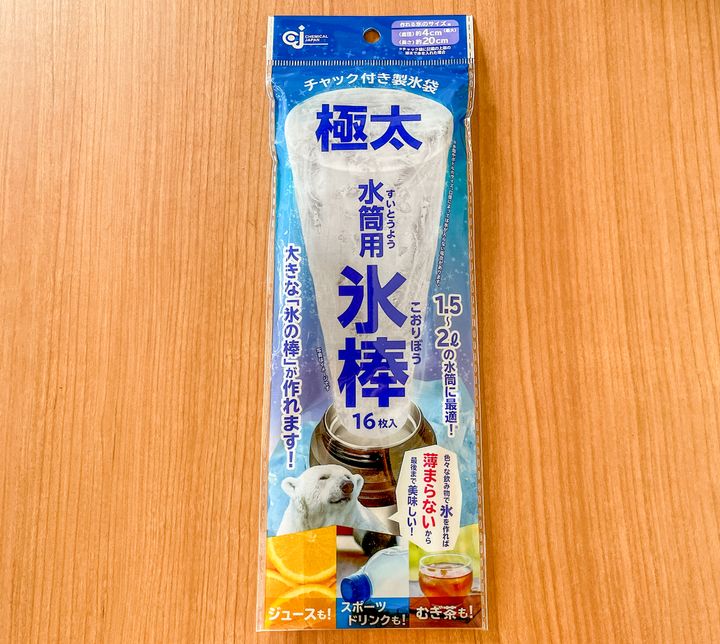 CHEMICAL
JAPAN
作れる氷のサイズ※
(直径)約4cm(最大)
(長さ)約20cm
チャック付き製氷袋
極太
水筒用
すいとうよう
氷棒
こおりぼう
16枚入
大きな「氷の棒」が作れます!
1.5~2ℓの水筒に最適!
色々な飲み物で氷を作れば
薄まらないから
最後まで美味しい!
ジュースも!
スポーツ
ドリンクも!
むぎ茶も!